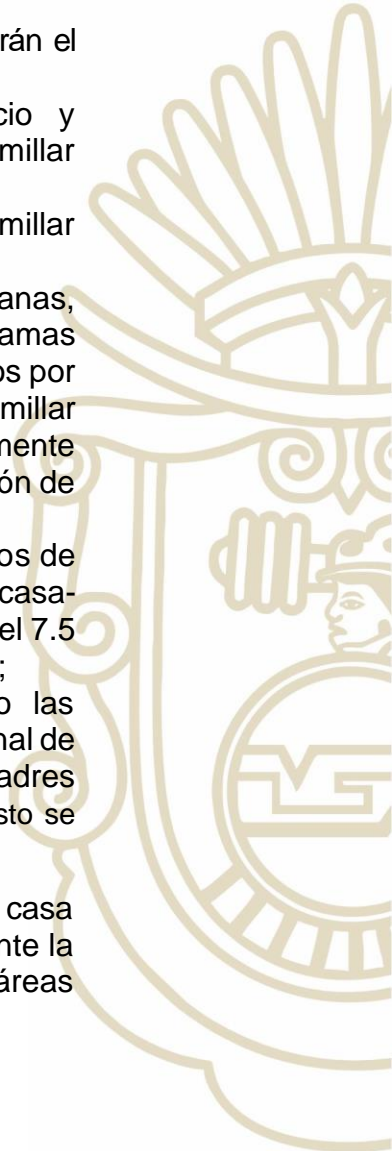 rán el
cio y
millar
millar
anas,
amas
os por
millar
mente
ón de
os de
casa-
el 7.5
;
o las
nal de
adres
sto se
casa
nte la
áreas